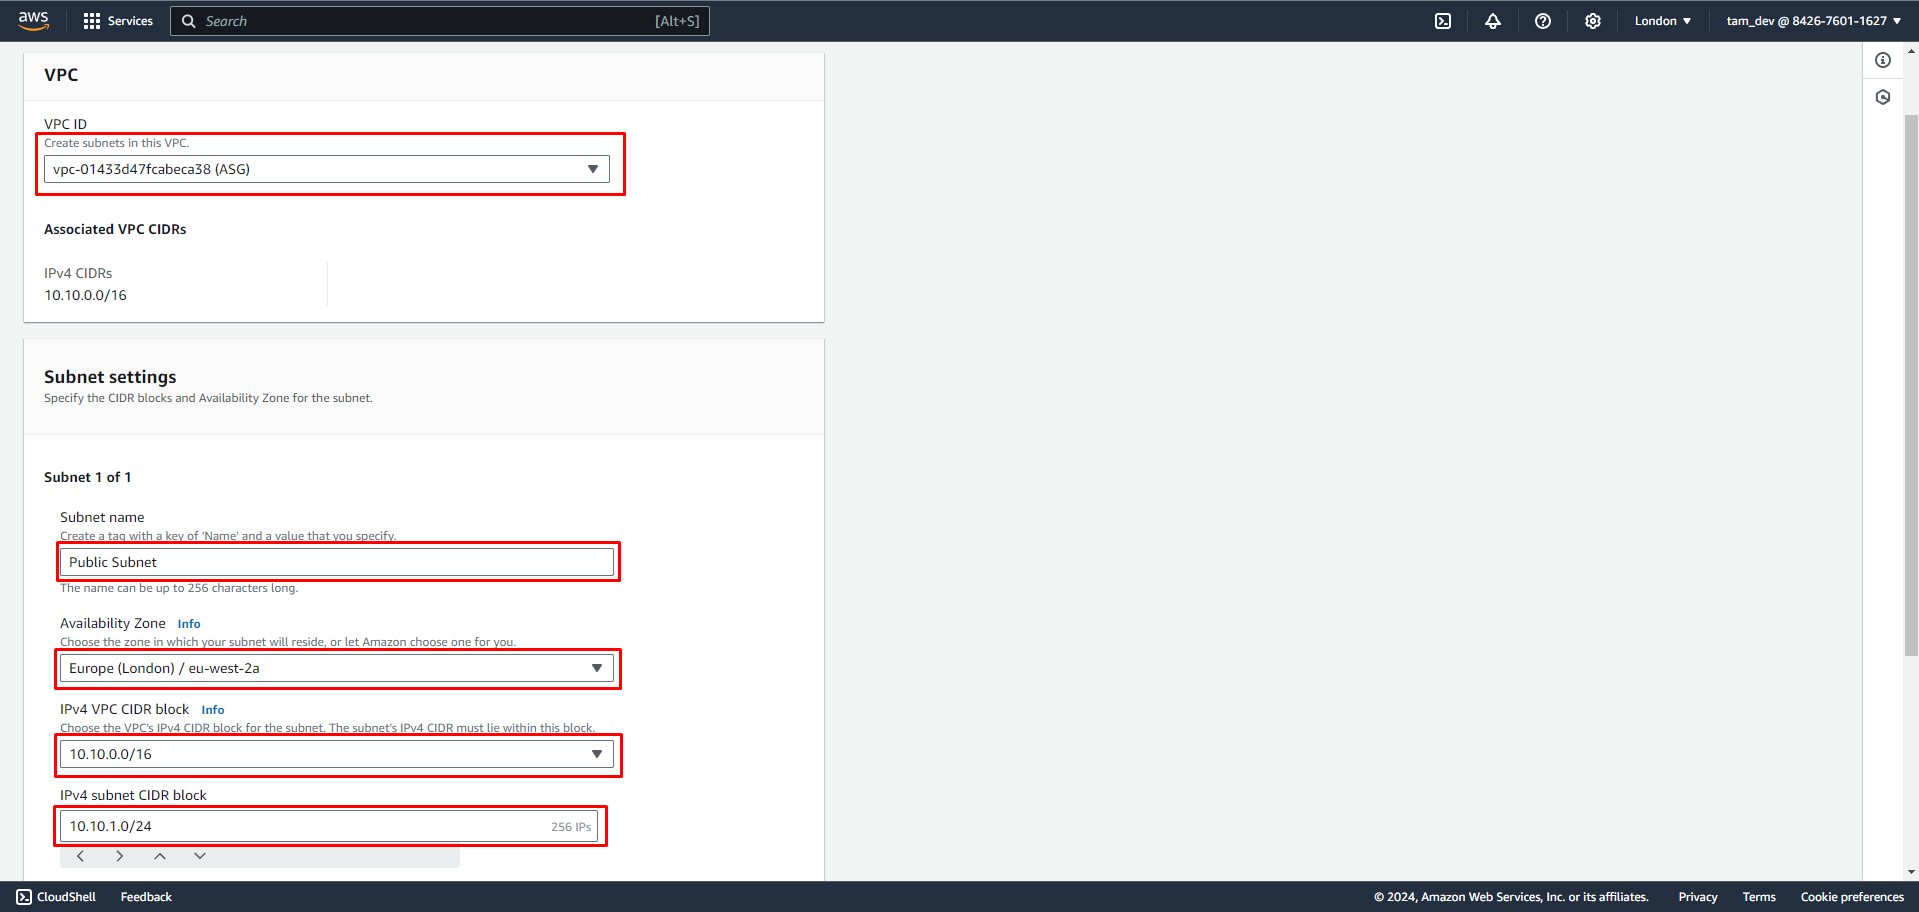 aws Services Search [Alt+S] London tam_dev @ 8426-7601-1627
VPC
VPC ID
Create subnets in this VPC.
vpc-01433d47fcabeca38 (ASG)
Associated VPC CIDRs
IPv4 CIDRs
10.10.0.0/16
Subnet settings
Specify the CIDR blocks and Availability Zone for the subnet.
Subnet 1 of 1
Subnet name
Create a tag with a key of 'Name' and a value that you specify.
Public Subnet
The name can be up to 256 characters long.
Availability Zone Info
Choose the zone in which your subnet will reside, or let Amazon choose one for you.
Europe (London) / eu-west-2a
IPv4 VPC CIDR block Info
Choose the VPC's IPv4 CIDR block for the subnet. The subnet's IPv4 CIDR must lie within this block.
10.10.0.0/16
IPv4 subnet CIDR block
10.10.1.0/24 256 IPs
CloudShell Feedback © 2024, Amazon Web Services, Inc. or its affiliates. Privacy Terms Cookie preferences